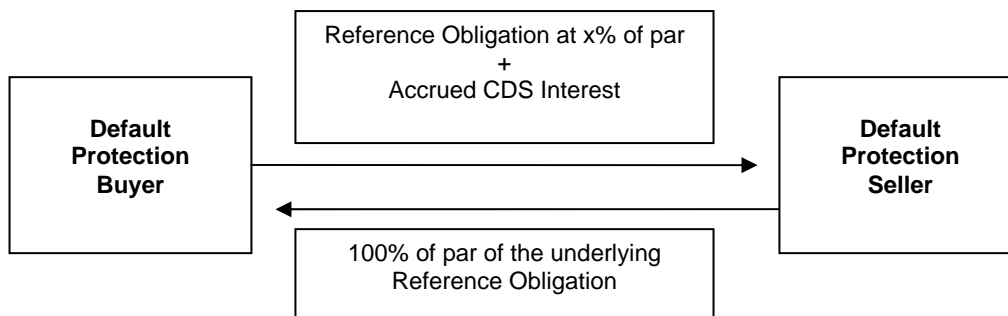 Reference Obligation at x% of par
+
Accrued CDS Interest
Default
Protection
Buyer
Default
Protection
Seller
100% of par of the underlying
Reference Obligation